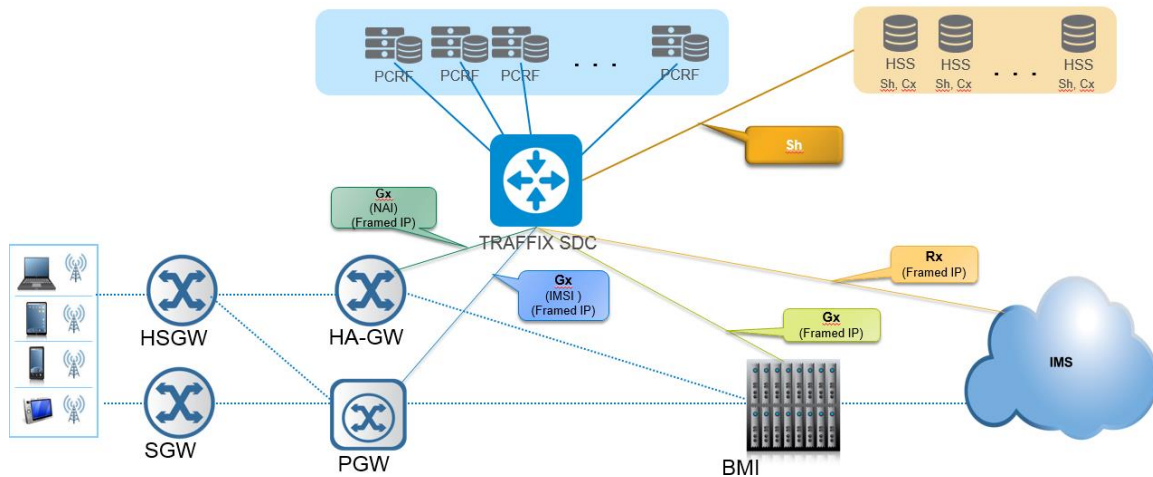 PCRF
PCRF
PCRF
. . .
PCRF
HSS
HSS
. . .
HSS
Sh, Cx
Sh, Cx
Sh, Cx
Sh
Gx
(NAI)
(Framed IP)
TRAFFIX SDC
Gx
(IMSI )
(Framed IP)
Rx
(Framed IP)
Gx
(Framed IP)
HSGW
HA-GW
IMS
SGW
PGW
BMI